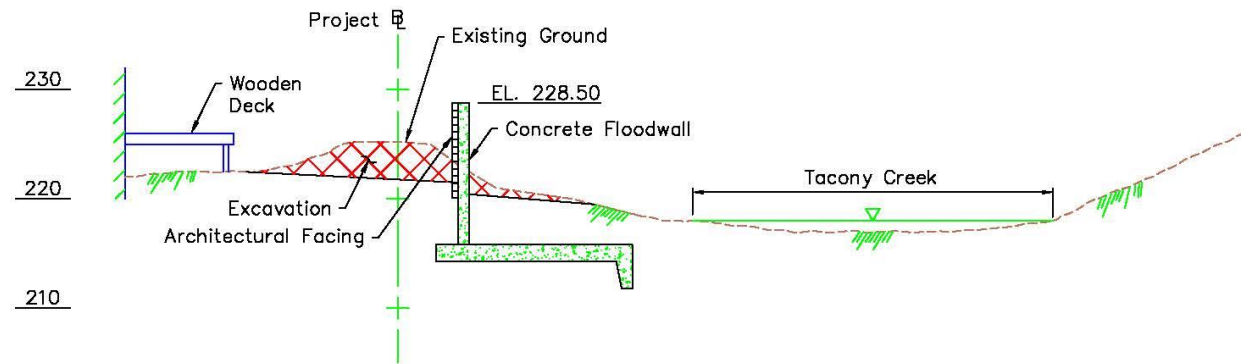 Project ℞
Existing Ground
230
Wooden
Deck
EL. 228.50
Concrete Floodwall
220
Tacony Creek
Excavation
Architectural Facing
210